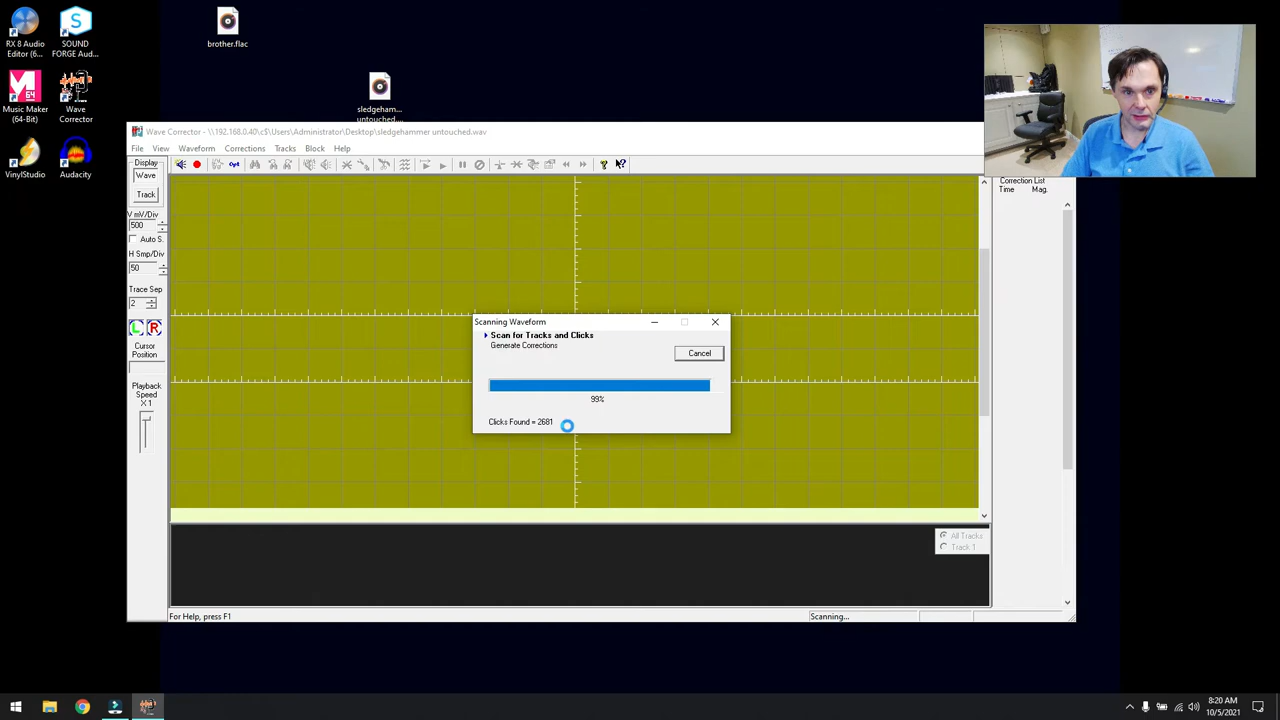 RX 8 Audio
Editor (6...
SOUND
FORGE Aud...
brother.flac
Music Maker
(64-Bit)
Wave
Corrector
sledgeham...
untouched....
VinylStudio
Audacity
Wave Corrector - \\192.168.0.40\c$\Users\Administrator\Desktop\sledgehammer untouched.wav
File View Waveform Corrections Tracks Block Help
Display
Wave
Track
V mV/Div
500
Auto S.
H Smp/Div
50
Trace Sep
2
L R
Cursor
Position
Playback
Speed
X 1
Correction List
Time Mag.
Scanning Waveform
Scan for Tracks and Clicks
Generate Corrections
Cancel
99%
Clicks Found = 2681
All Tracks
Track 1
For Help, press F1
Scanning...
8:20 AM
10/5/2021